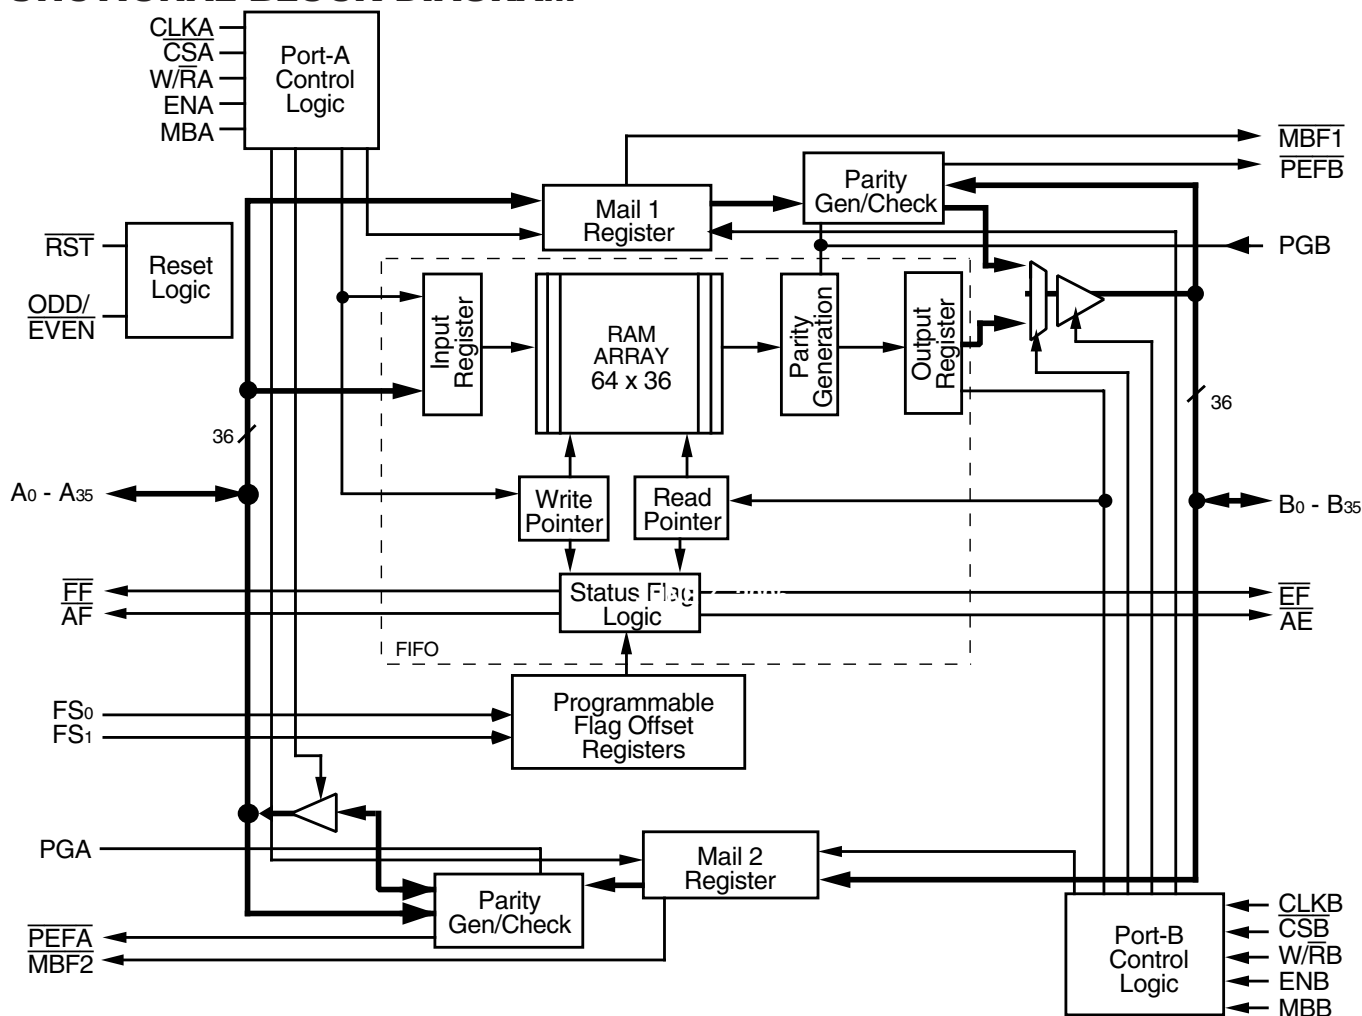 CLKA
CSA
W/RA
ENA
MBA
Port-A
Control
Logic
MBF1
PEFB
Parity
Gen/Check
Mail 1
Register
PGB
RST
ODD/
EVEN
Reset
Logic
Input
Register
RAM
ARRAY
64 x 36
Parity
Generation
Output
Register
36
36
A0 - A35
Write
Pointer
Read
Pointer
B0 - B35
FF
AF
Status Flag
Logic
EF
AE
FIFO
FS0
FS1
Programmable
Flag Offset
Registers
PGA
Mail 2
Register
Parity
Gen/Check
PEFA
MBF2
Port-B
Control
Logic
CLKB
CSB
W/RB
ENB
MBB